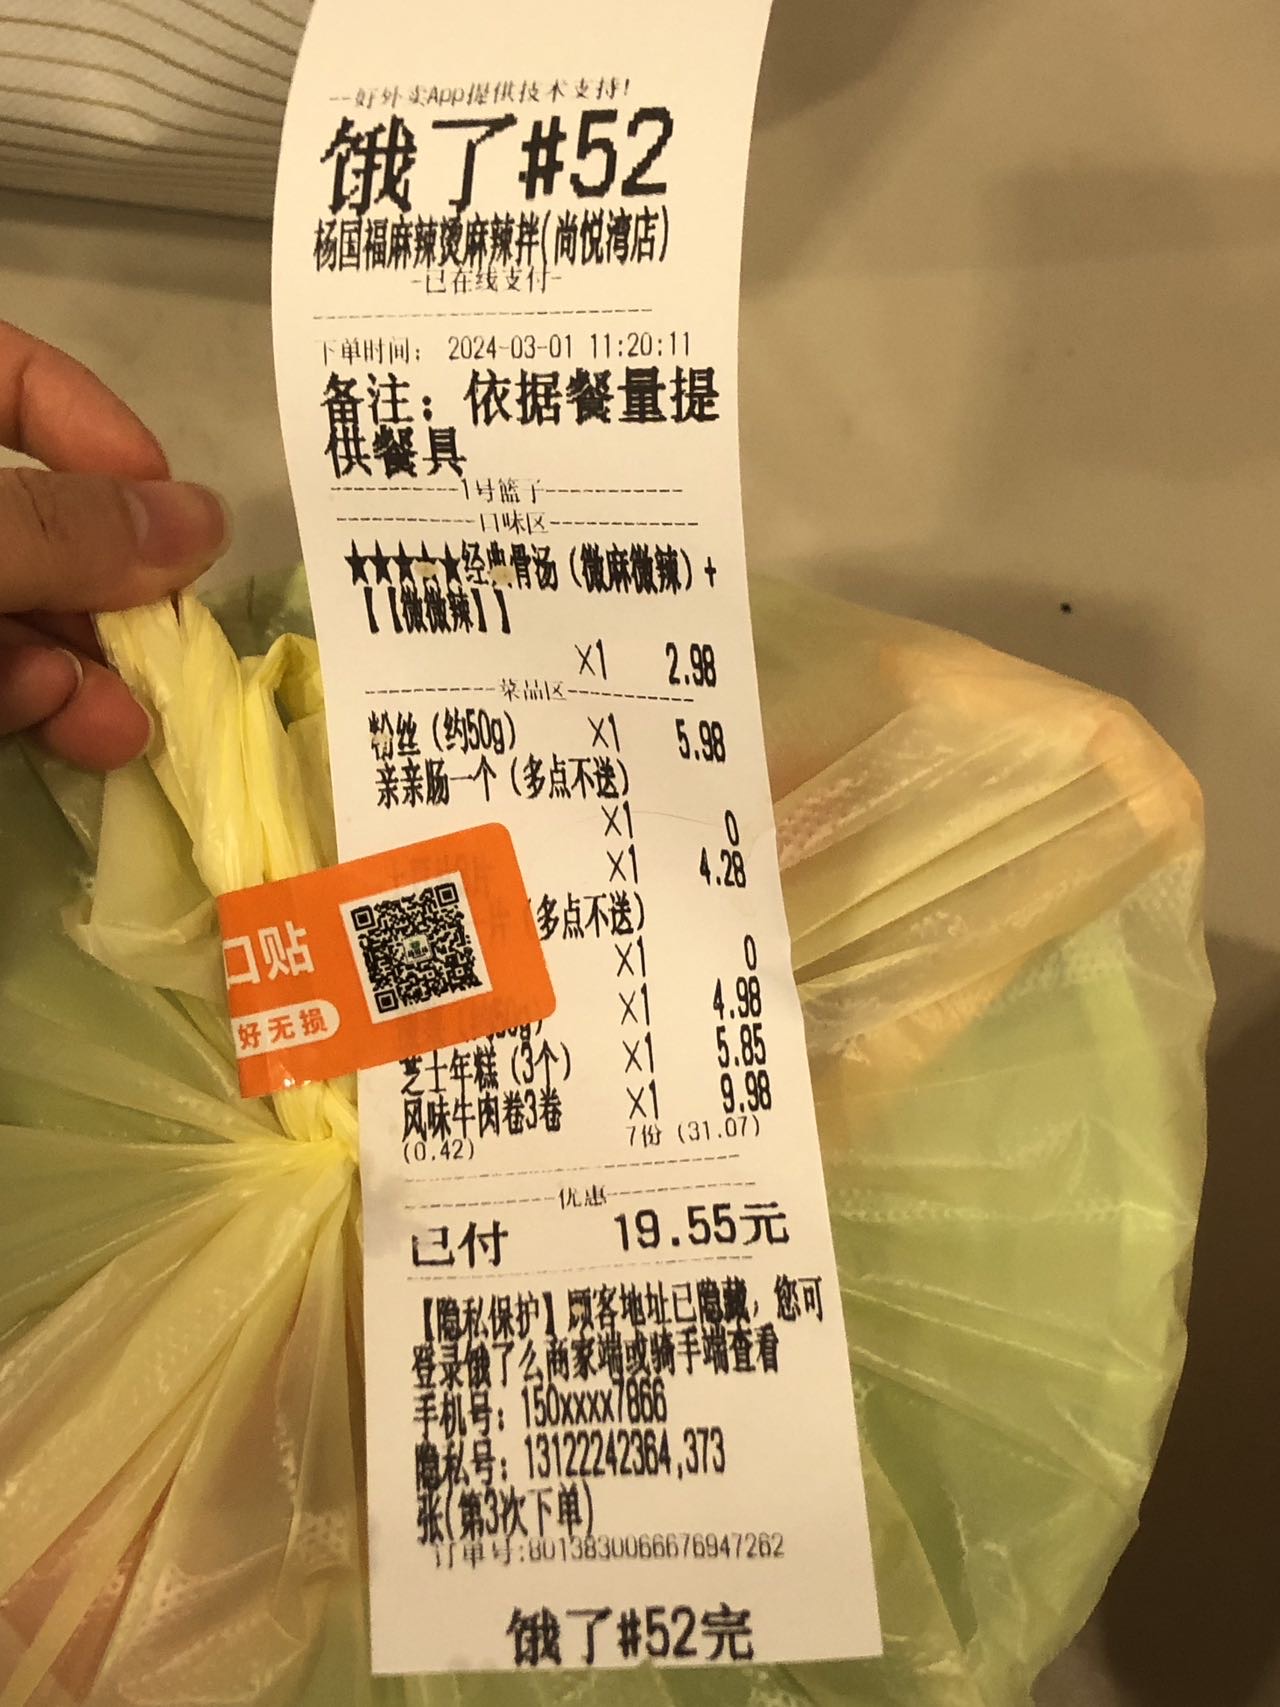 --好外卖App提供技术支持!
饿了#52
杨国福麻辣烫麻辣拌(尚悦湾店)
-已在线支付-
下单时间: 2024-03-01 11:20:11
备注: 依据餐量提
供餐具
1号篮子
口味区
★★★★★经典骨汤(微麻微辣)+
【【微微辣】】
X1 2.98
菜品区
粉丝(约50g) X1 5.98
亲亲肠一个(多点不送)
X1 0
X1 4.28
片(多点不送)
X1 0
X1 4.98
芝士年糕(3个) X1 5.85
风味牛肉卷3卷 X1 9.98
(0.42) 7份(31.07)
优惠
已付 19.55元
【隐私保护】顾客地址已隐藏,您可
登录饿了么商家端或骑手端查看
手机号: 150xxxx7866
隐私号: 13122242364,373
张(第3次下单)
订单号:8013830066676947262
饿了#52完
口贴
好无损